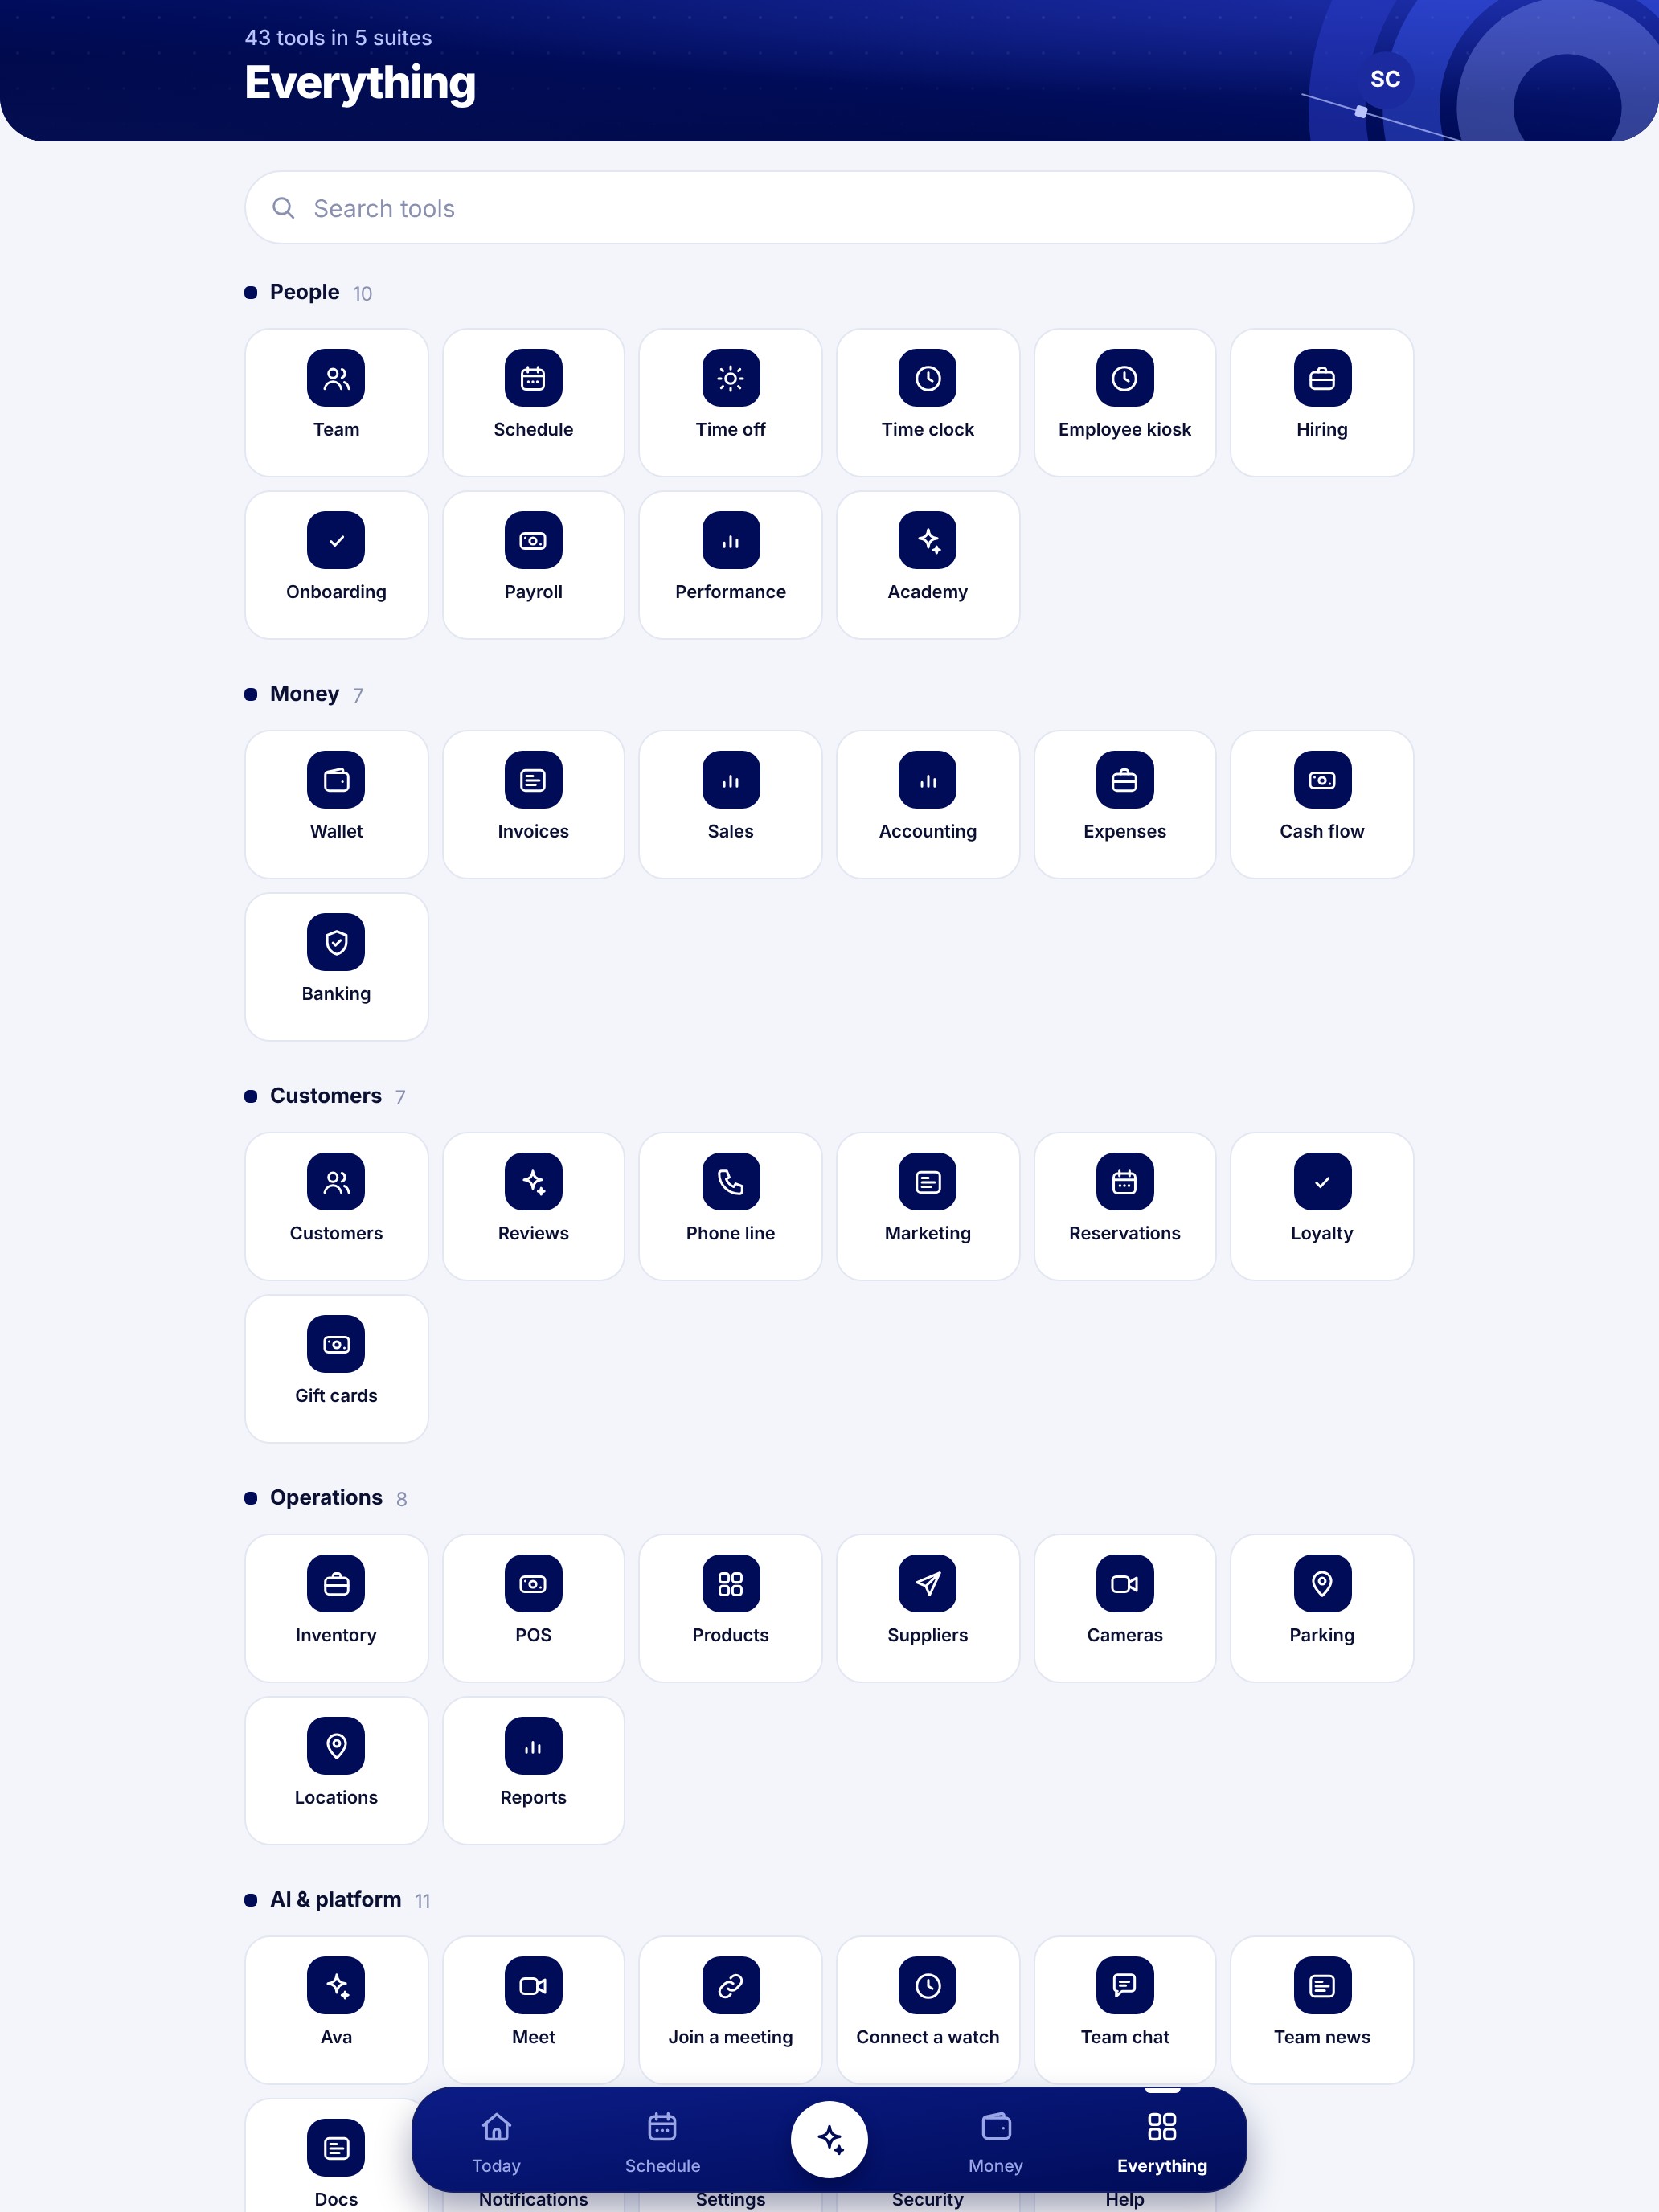 43 tools in 5 suites
Everything
SC
Search tools
People 10
Team
Schedule
Time off
Time clock
Employee kiosk
Hiring
Onboarding
Payroll
Performance
Academy
Money 7
Wallet
Invoices
Sales
Accounting
Expenses
Cash flow
Banking
Customers 7
Customers
Reviews
Phone line
Marketing
Reservations
Loyalty
Gift cards
Operations 8
Inventory
POS
Products
Suppliers
Cameras
Parking
Locations
Reports
AI & platform 11
Ava
Meet
Join a meeting
Connect a watch
Team chat
Team news
Docs
Notifications
Settings
Security
Help
Today
Schedule
Money
Everything